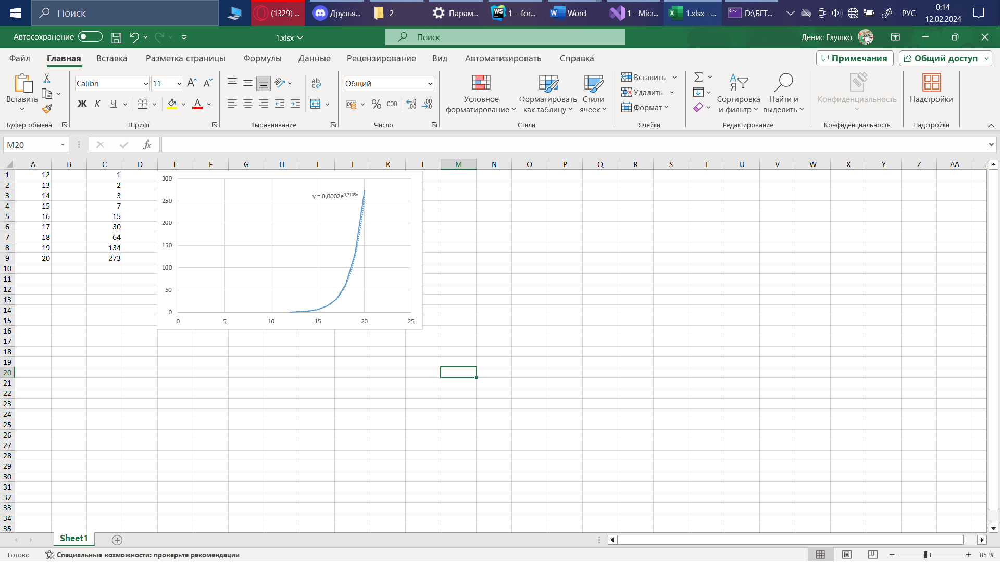 Поиск
(1329) ...
Друзья...
2
Парам...
1 – for...
Word
1 - Micr...
1.xlsx - ...
D:\БГТ...
РУС
0:14
12.02.2024
Автосохранение
1.xlsx
Поиск
Денис Глушко
Файл
Главная
Вставка
Разметка страницы
Формулы
Данные
Рецензирование
Вид
Автоматизировать
Справка
Примечания
Общий доступ
Вставить
Буфер обмена
Calibri
11
Ж К Ч
Шрифт
Выравнивание
Общий
% 000
Число
Условное форматирование
Форматировать как таблицу
Стили ячеек
Стили
Вставить
Удалить
Формат
Ячейки
Сортировка и фильтр
Найти и выделить
Редактирование
Конфиденциальность
Конфиденциальность
Надстройки
Надстройки
M20
fx
A B C D E F G H I J K L M N O P Q R S T U V W X Y Z AA
1 12 1
2 13 2
3 14 3
4 15 7
5 16 15
6 17 30
7 18 64
8 19 134
9 20 273
10
11
12
13
14
15
16
17
18
19
20
21
22
23
24
25
26
27
28
29
30
31
32
33
34
35
300
250
200
150
100
50
0
0 5 10 15 20 25
y = 0,0002e^0,7105x
Sheet1
Готово
Специальные возможности: проверьте рекомендации
85 %